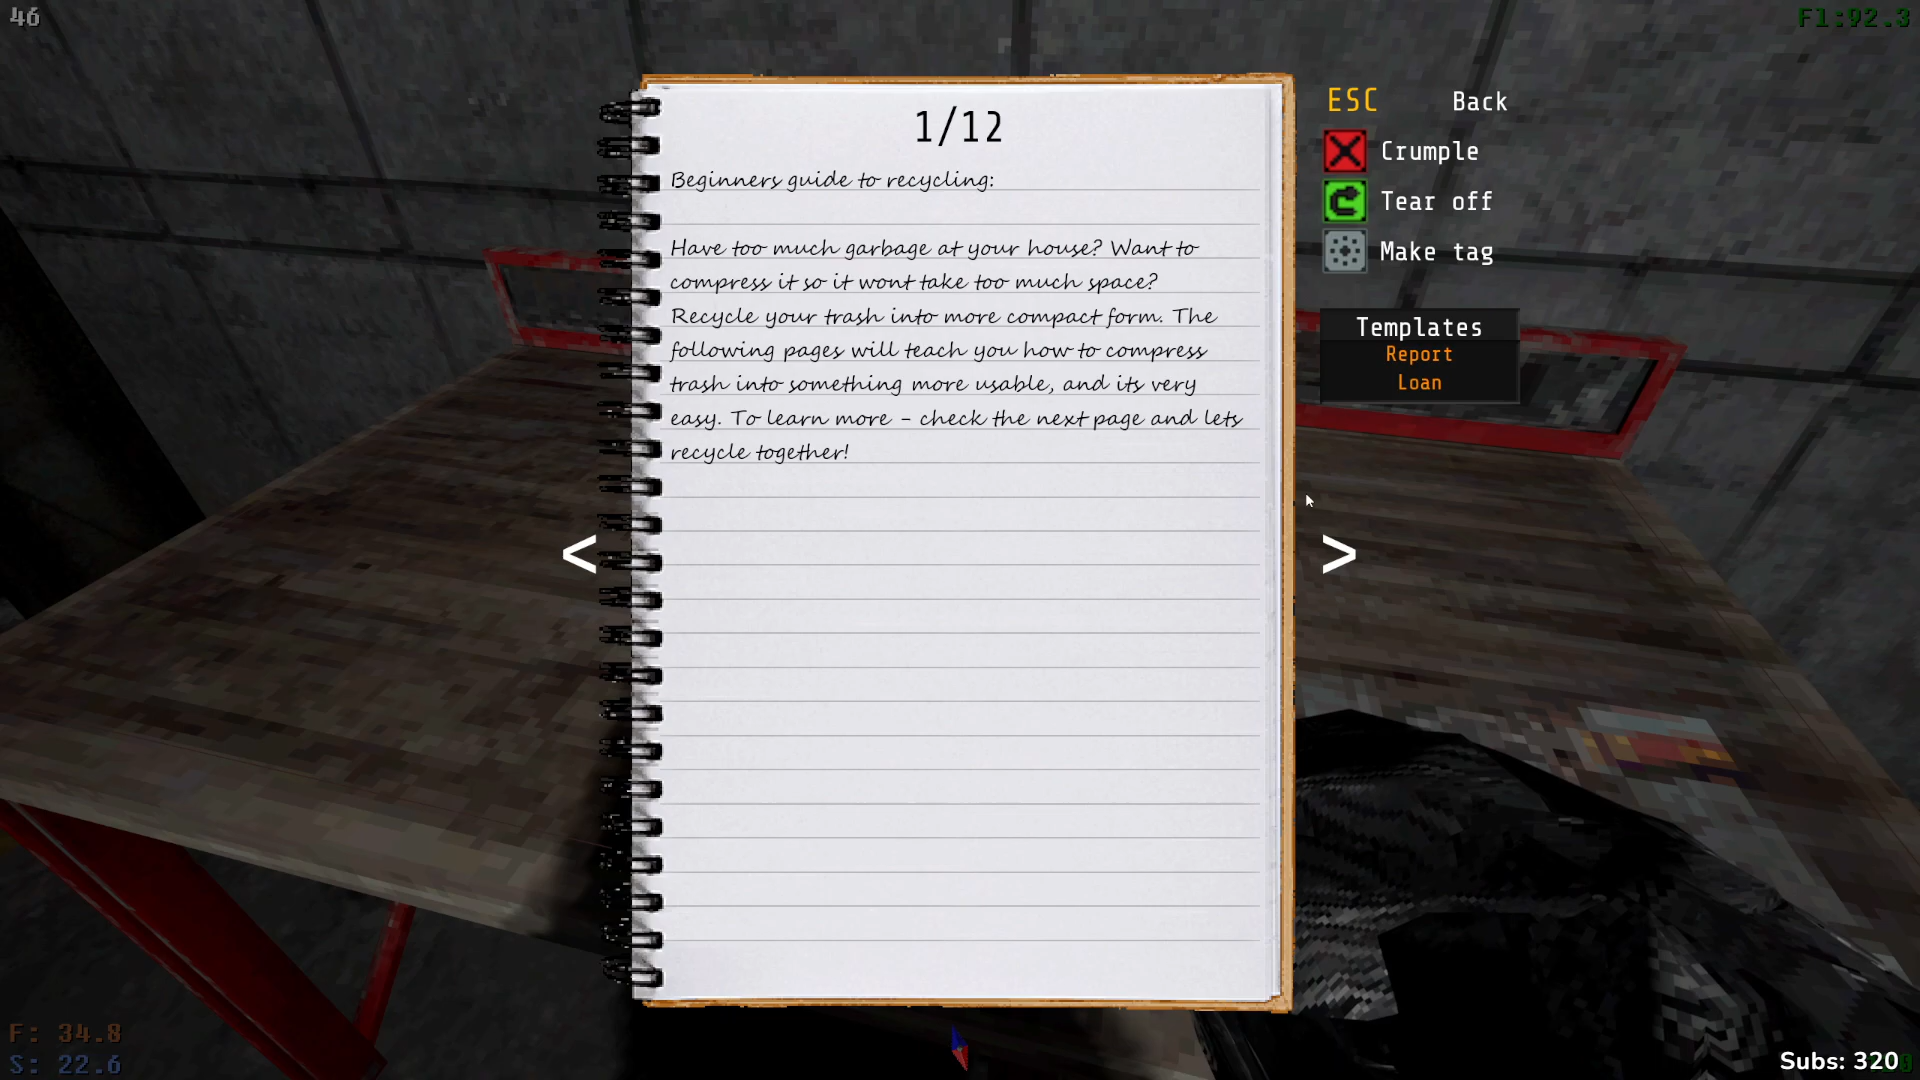 46
F1:92.3
1/12
Beginners guide to recycling:
Have too much garbage at your house? Want to
compress it so it wont take too much space?
Recycle your trash into more compact form. The
following pages will teach you how to compress
trash into something more usable, and its very
easy. To learn more - check the next page and lets
recycle together!
<
>
ESC Back
Crumple
Tear off
Make tag
Templates
Report
Loan
F: 34.8
S: 22.6
Subs: 320